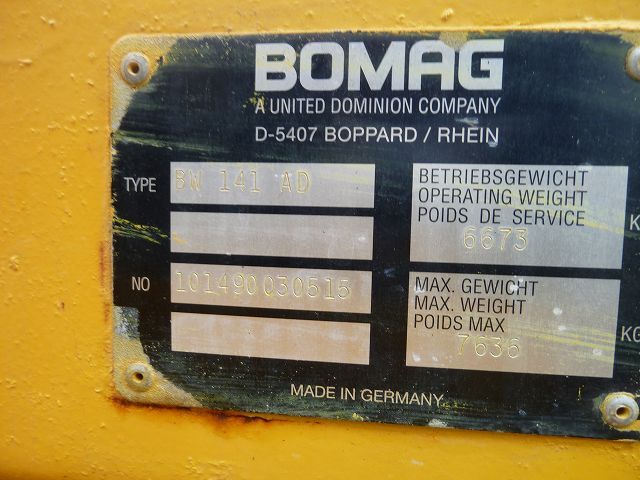 BOMAG
A UNITED DOMINION COMPANY
D-5407 BOPPARD / RHEIN
TYPE BW 141 AD
BETRIEBSGEWICHT
OPERATING WEIGHT
POIDS DE SERVICE
6673
NO 101490030515
MAX. GEWICHT
MAX. WEIGHT
POIDS MAX
7636 KG
MADE IN GERMANY